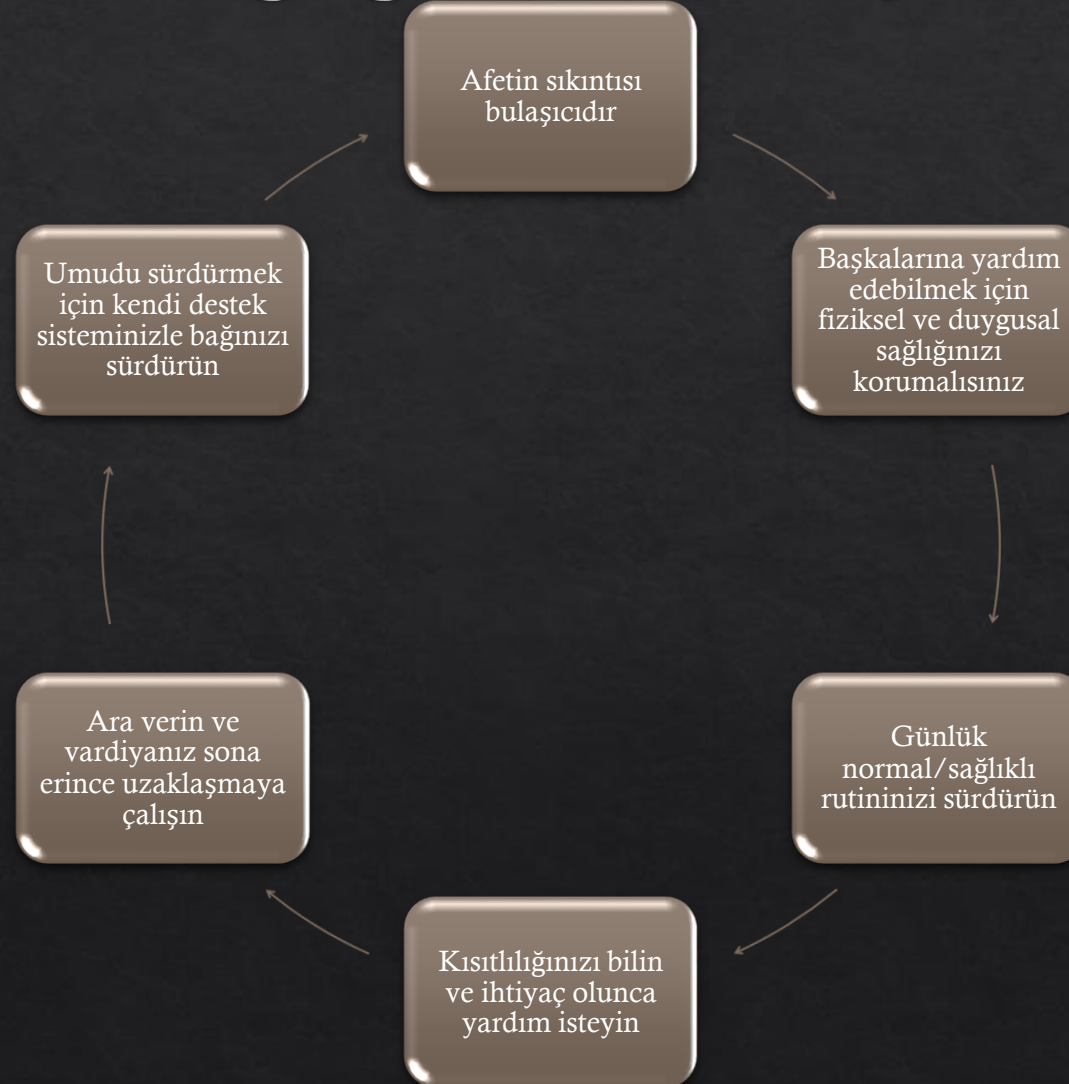 Afetin sıkıntısı
bulaşıcıdır
Başkalarına yardım
edebilmek için
fiziksel ve duygusal
sağlığınızı
korumalısınız
Günlük
normal/sağlıklı
rutininizi sürdürün
Kısıtlılığınızı bilin
ve ihtiyaç olunca
yardım isteyin
Ara verin ve
vardiyanız sona
erince uzaklaşmaya
çalışın
Umudu sürdürmek
için kendi destek
sisteminizle bağınızı
sürdürün